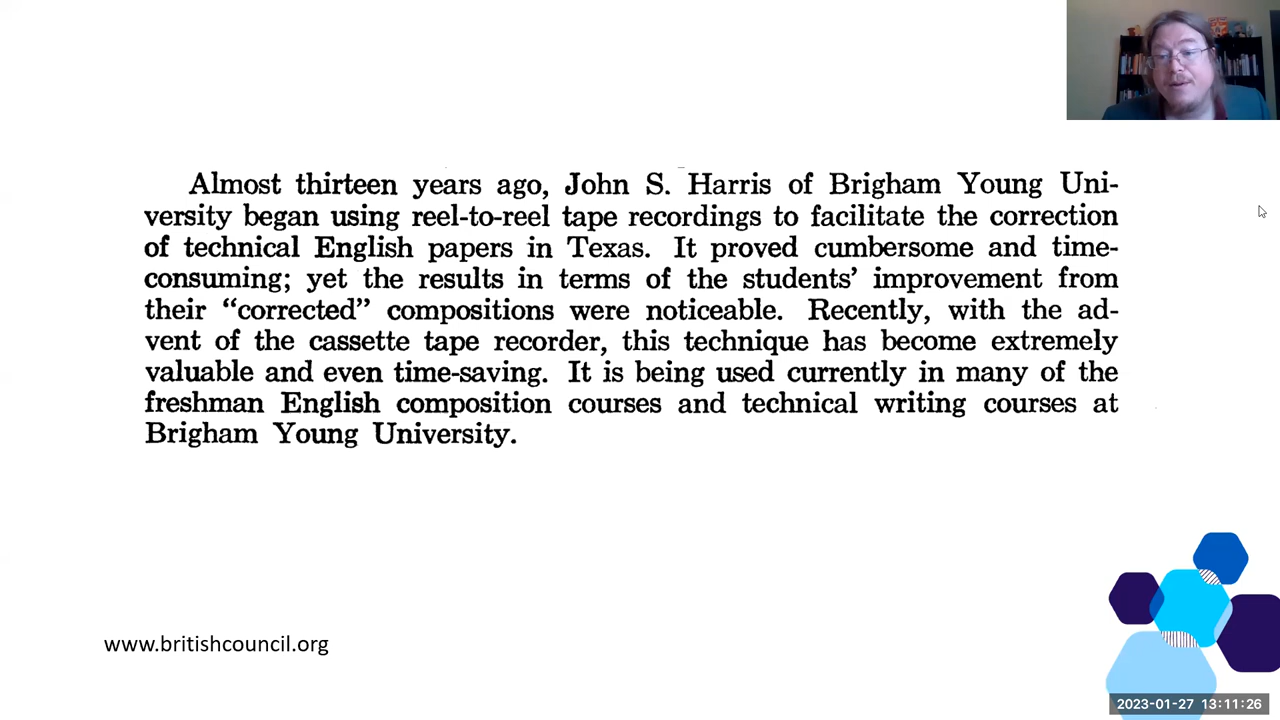 Almost thirteen years ago, John S. Harris of Brigham Young Uni-
versity began using reel-to-reel tape recordings to facilitate the correction
of technical English papers in Texas. It proved cumbersome and time-
consuming; yet the results in terms of the students’ improvement from
their “corrected” compositions were noticeable. Recently, with the ad-
vent of the cassette tape recorder, this technique has become extremely
valuable and even time-saving. It is being used currently in many of the
freshman English composition courses and technical writing courses at
Brigham Young University.
www.britishcouncil.org
2023-01-27 13:11:26